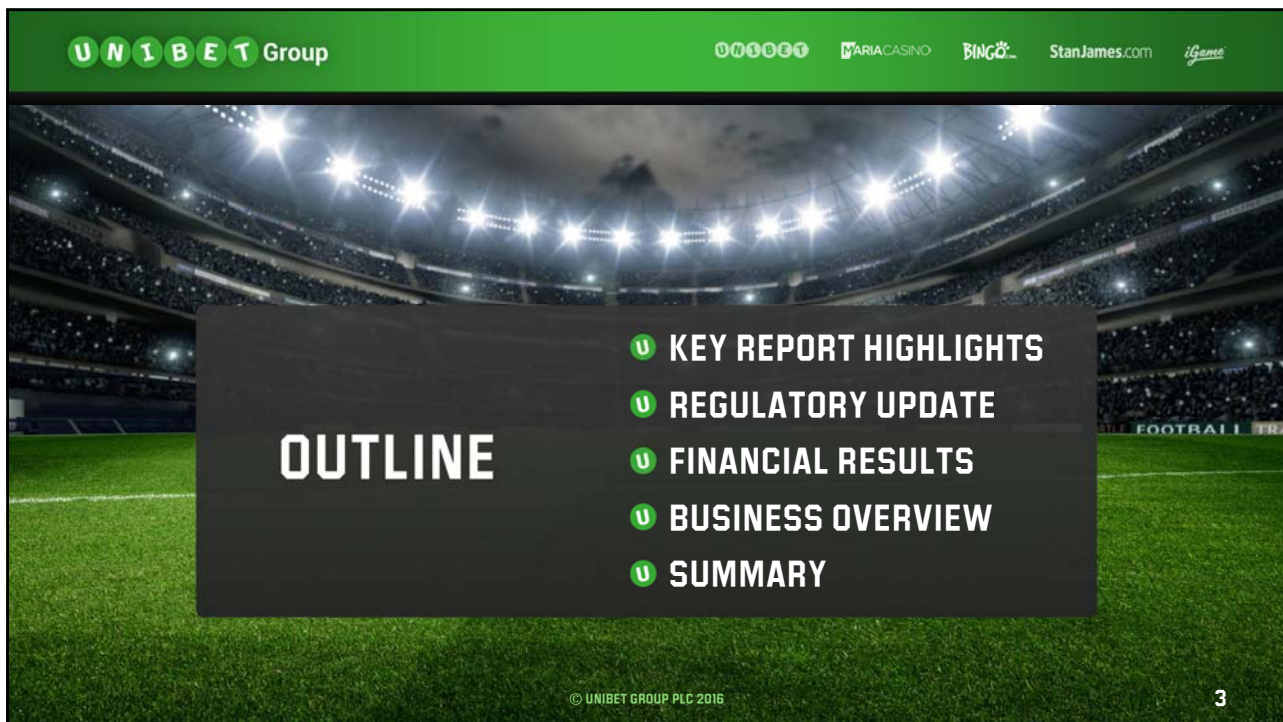 UNIBET Group
UNIBET MARIACASINO BINGO.com StanJames.com iGame
OUTLINE
KEY REPORT HIGHLIGHTS
REGULATORY UPDATE
FINANCIAL RESULTS
BUSINESS OVERVIEW
SUMMARY
FOOTBALL
© UNIBET GROUP PLC 2016
3